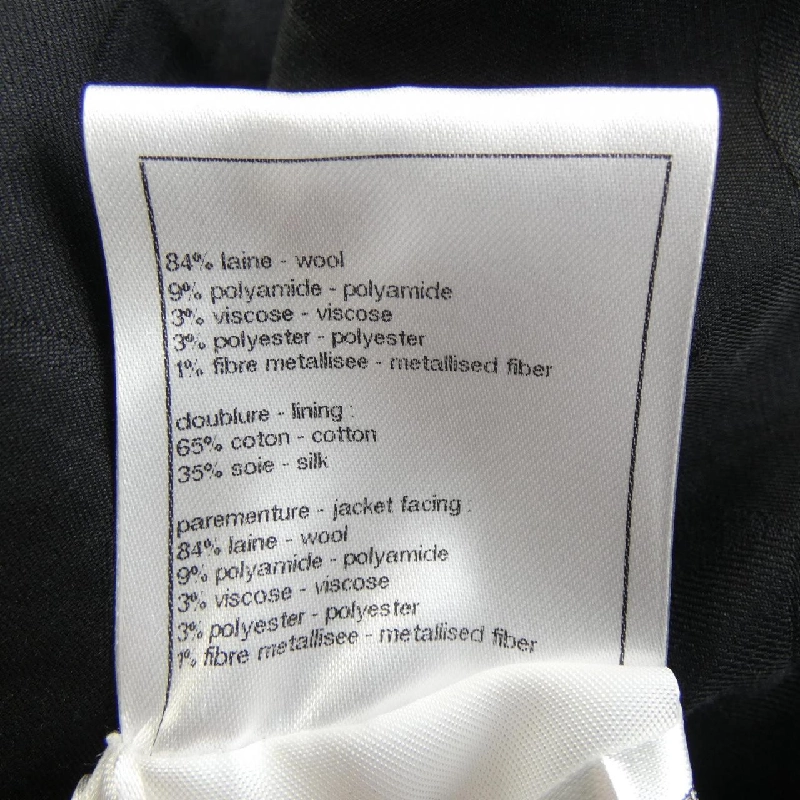 84% laine - wool
9% polyamide - polyamide
3% viscose - viscose
3% polyester - polyester
1% fibre metallisee - metallised fiber
doublure - lining :
65% coton - cotton
35% soie - silk
parementure - jacket facing :
84% laine - wool
9% polyamide - polyamide
3% viscose - viscose
3% polyester - polyester
1% fibre metallisee - metallised fiber